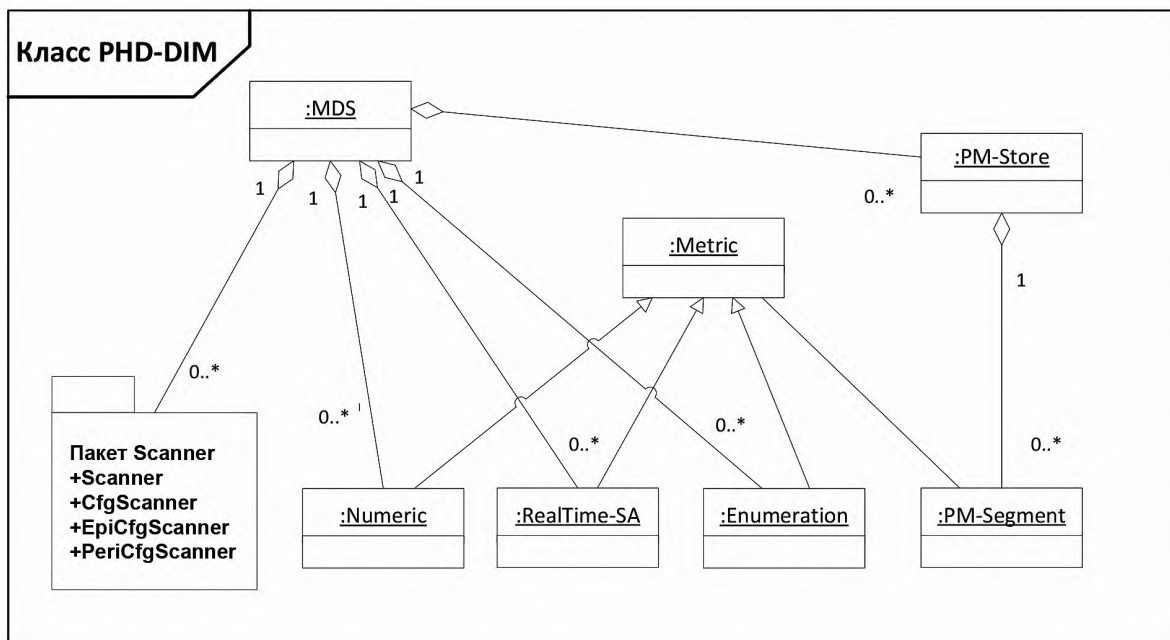 Класс PHD-DIM
:MDS
:PM-Store
1
1
1
1
1
0..*
:Metric
1
0..*
0..*
0..*
0..*
0..*
Пакет Scanner
+Scanner
+CfgScanner
+EpiCfgScanner
+PeriCfgScanner
:Numeric
:RealTime-SA
:Enumeration
:PM-Segment